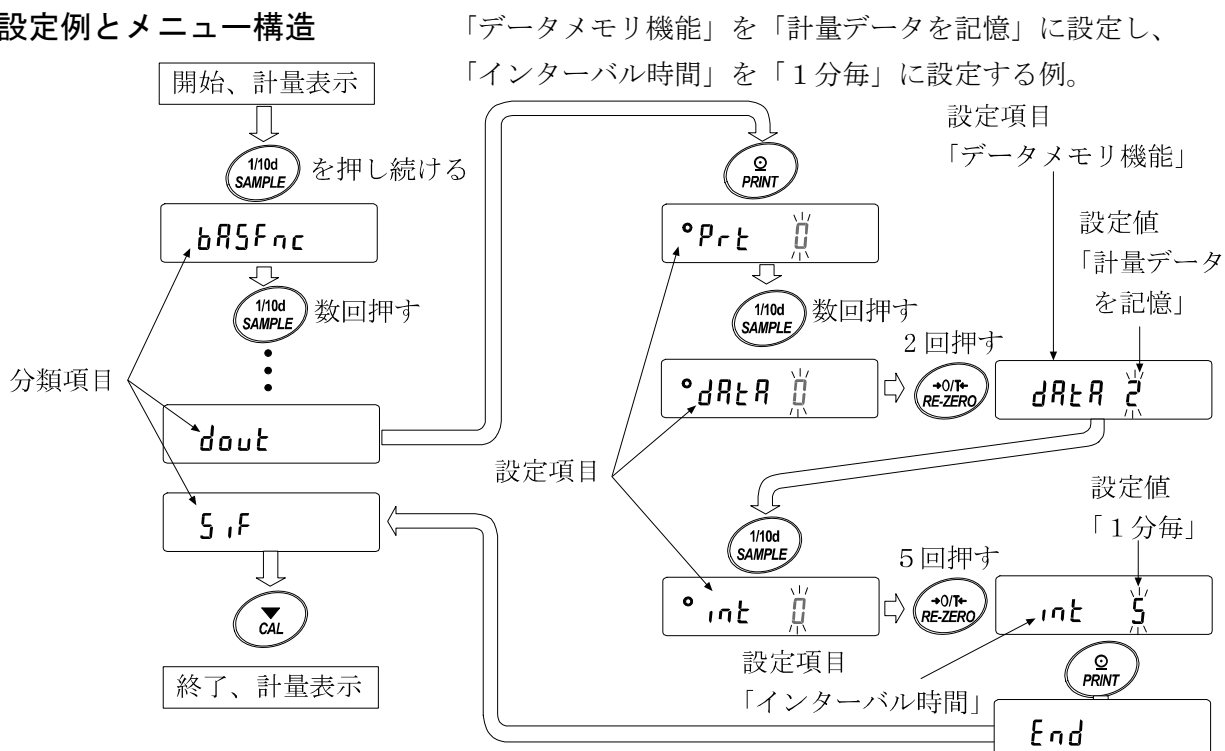 設定例とメニュー構造
「データメモリ機能」を「計量データを記憶」に設定し、
「インターバル時間」を「1分毎」に設定する例。
開始、計量表示
1/10d
SAMPLE
を押し続ける
bASFnc
1/10d
SAMPLE
数回押す
分類項目
dout
SiF
CAL
終了、計量表示
PRINT
Prt 0
1/10d
SAMPLE
数回押す
dAtA 0
2回押す
→0/T←
RE-ZERO
設定項目
「データメモリ機能」
設定値
「計量データ
を記憶」
dAtA 2
設定項目
1/10d
SAMPLE
int 0
5回押す
→0/T←
RE-ZERO
設定値
「1分毎」
int 5
設定項目
「インターバル時間」
PRINT
End